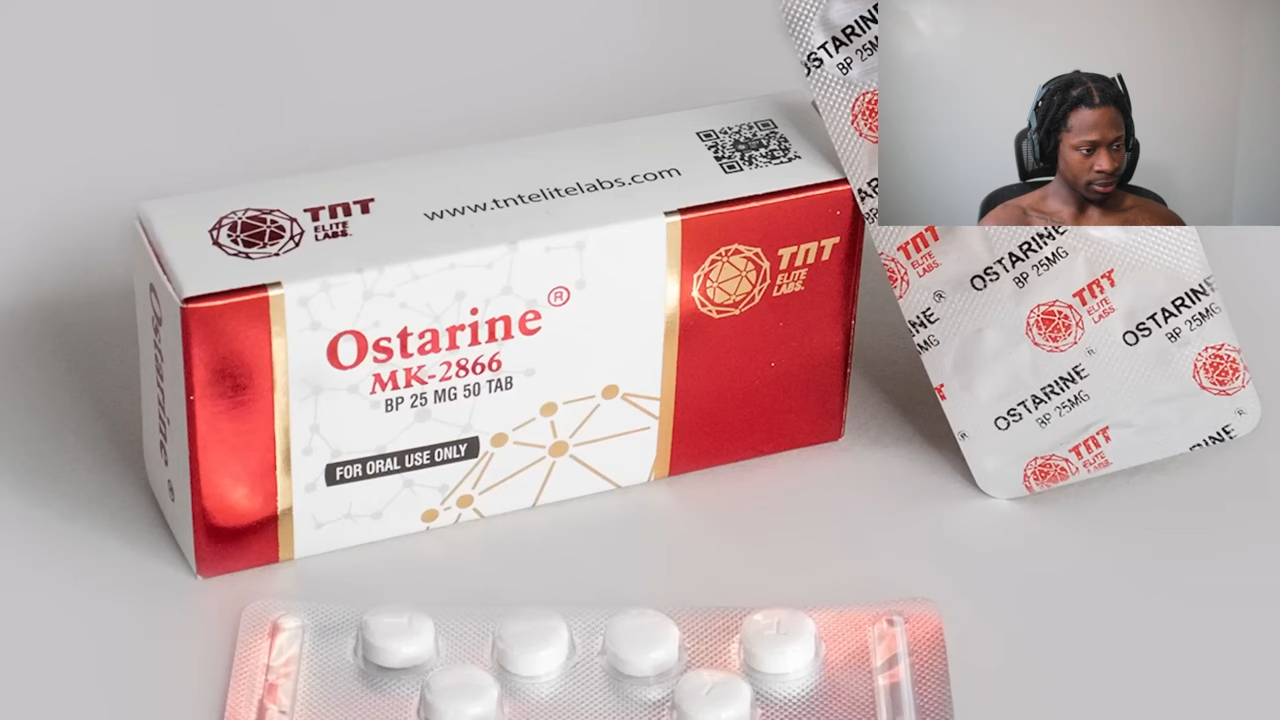 TNT
ELITE
LABS.
www.tntelitelabs.com
Ostarine®
MK-2866
BP 25 MG 50 TAB
FOR ORAL USE ONLY
TNT
ELITE
LABS.
Ostarine
®
OSTARINE
BP 25M
TNT
ELITE
LABS
OSTARINE
BP 25MG
TNT
ELITE
LABS
®
OSTARINE
BP 25MG
®
OSTARINE
BP 25MG
®
TNT
ELITE
LABS
®